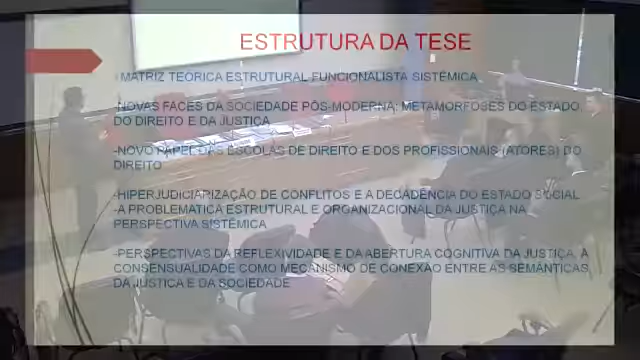 ESTRUTURA DA TESE
-MATRIZ TEÓRICA ESTRUTURAL FUNCIONALISTA SISTÊMICA
-NOVAS FACES DA SOCIEDADE PÓS-MODERNA: METAMORFOSES DO ESTADO,
DO DIREITO E DA JUSTIÇA
-NOVO PAPEL DAS ESCOLAS DE DIREITO E DOS PROFISSIONAIS (ATORES) DO
DIREITO
-HIPERJUDICIARIZAÇÃO DE CONFLITOS E A DECADÊNCIA DO ESTADO SOCIAL
-A PROBLEMÁTICA ESTRUTURAL E ORGANIZACIONAL DA JUSTIÇA NA
PERSPECTIVA SISTÊMICA
-PERSPECTIVAS DA REFLEXIVIDADE E DA ABERTURA COGNITIVA DA JUSTIÇA: A
CONSENSUALIDADE COMO MECANISMO DE CONEXÃO ENTRE AS SEMÂNTICAS
DA JUSTIÇA E DA SOCIEDADE